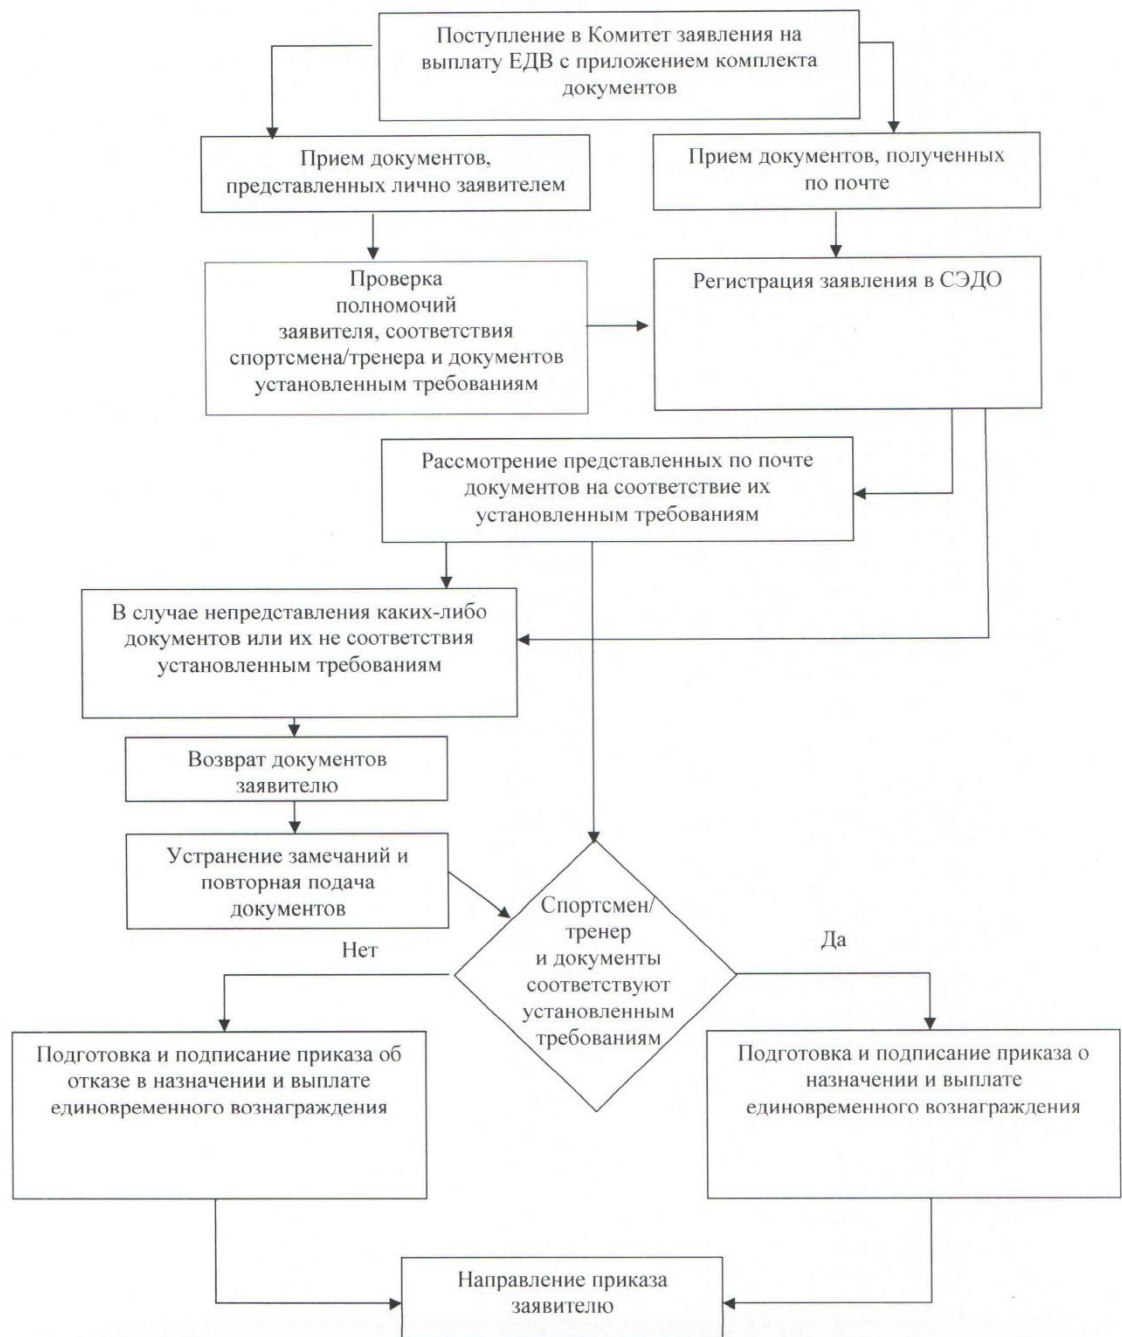 Поступление в Комитет заявления на
выплату ЕДВ с приложением комплекта
документов
Прием документов,
представленных лично заявителем
Прием документов, полученных
по почте
Проверка
полномочий
заявителя, соответствия
спортсмена/тренера и документов
установленным требованиям
Регистрация заявления в СЭДО
Рассмотрение представленных по почте
документов на соответствие их
установленным требованиям
В случае непредставления каких-либо
документов или их не соответствия
установленным требованиям
Возврат документов
заявителю
Устранение замечаний и
повторная подача
документов
Спортсмен/
тренер
и документы
соответствуют
установленным
требованиям
Нет
Да
Подготовка и подписание приказа об
отказе в назначении и выплате
единовременного вознаграждения
Подготовка и подписание приказа о
назначении и выплате
единовременного вознаграждения
Направление приказа
заявителю